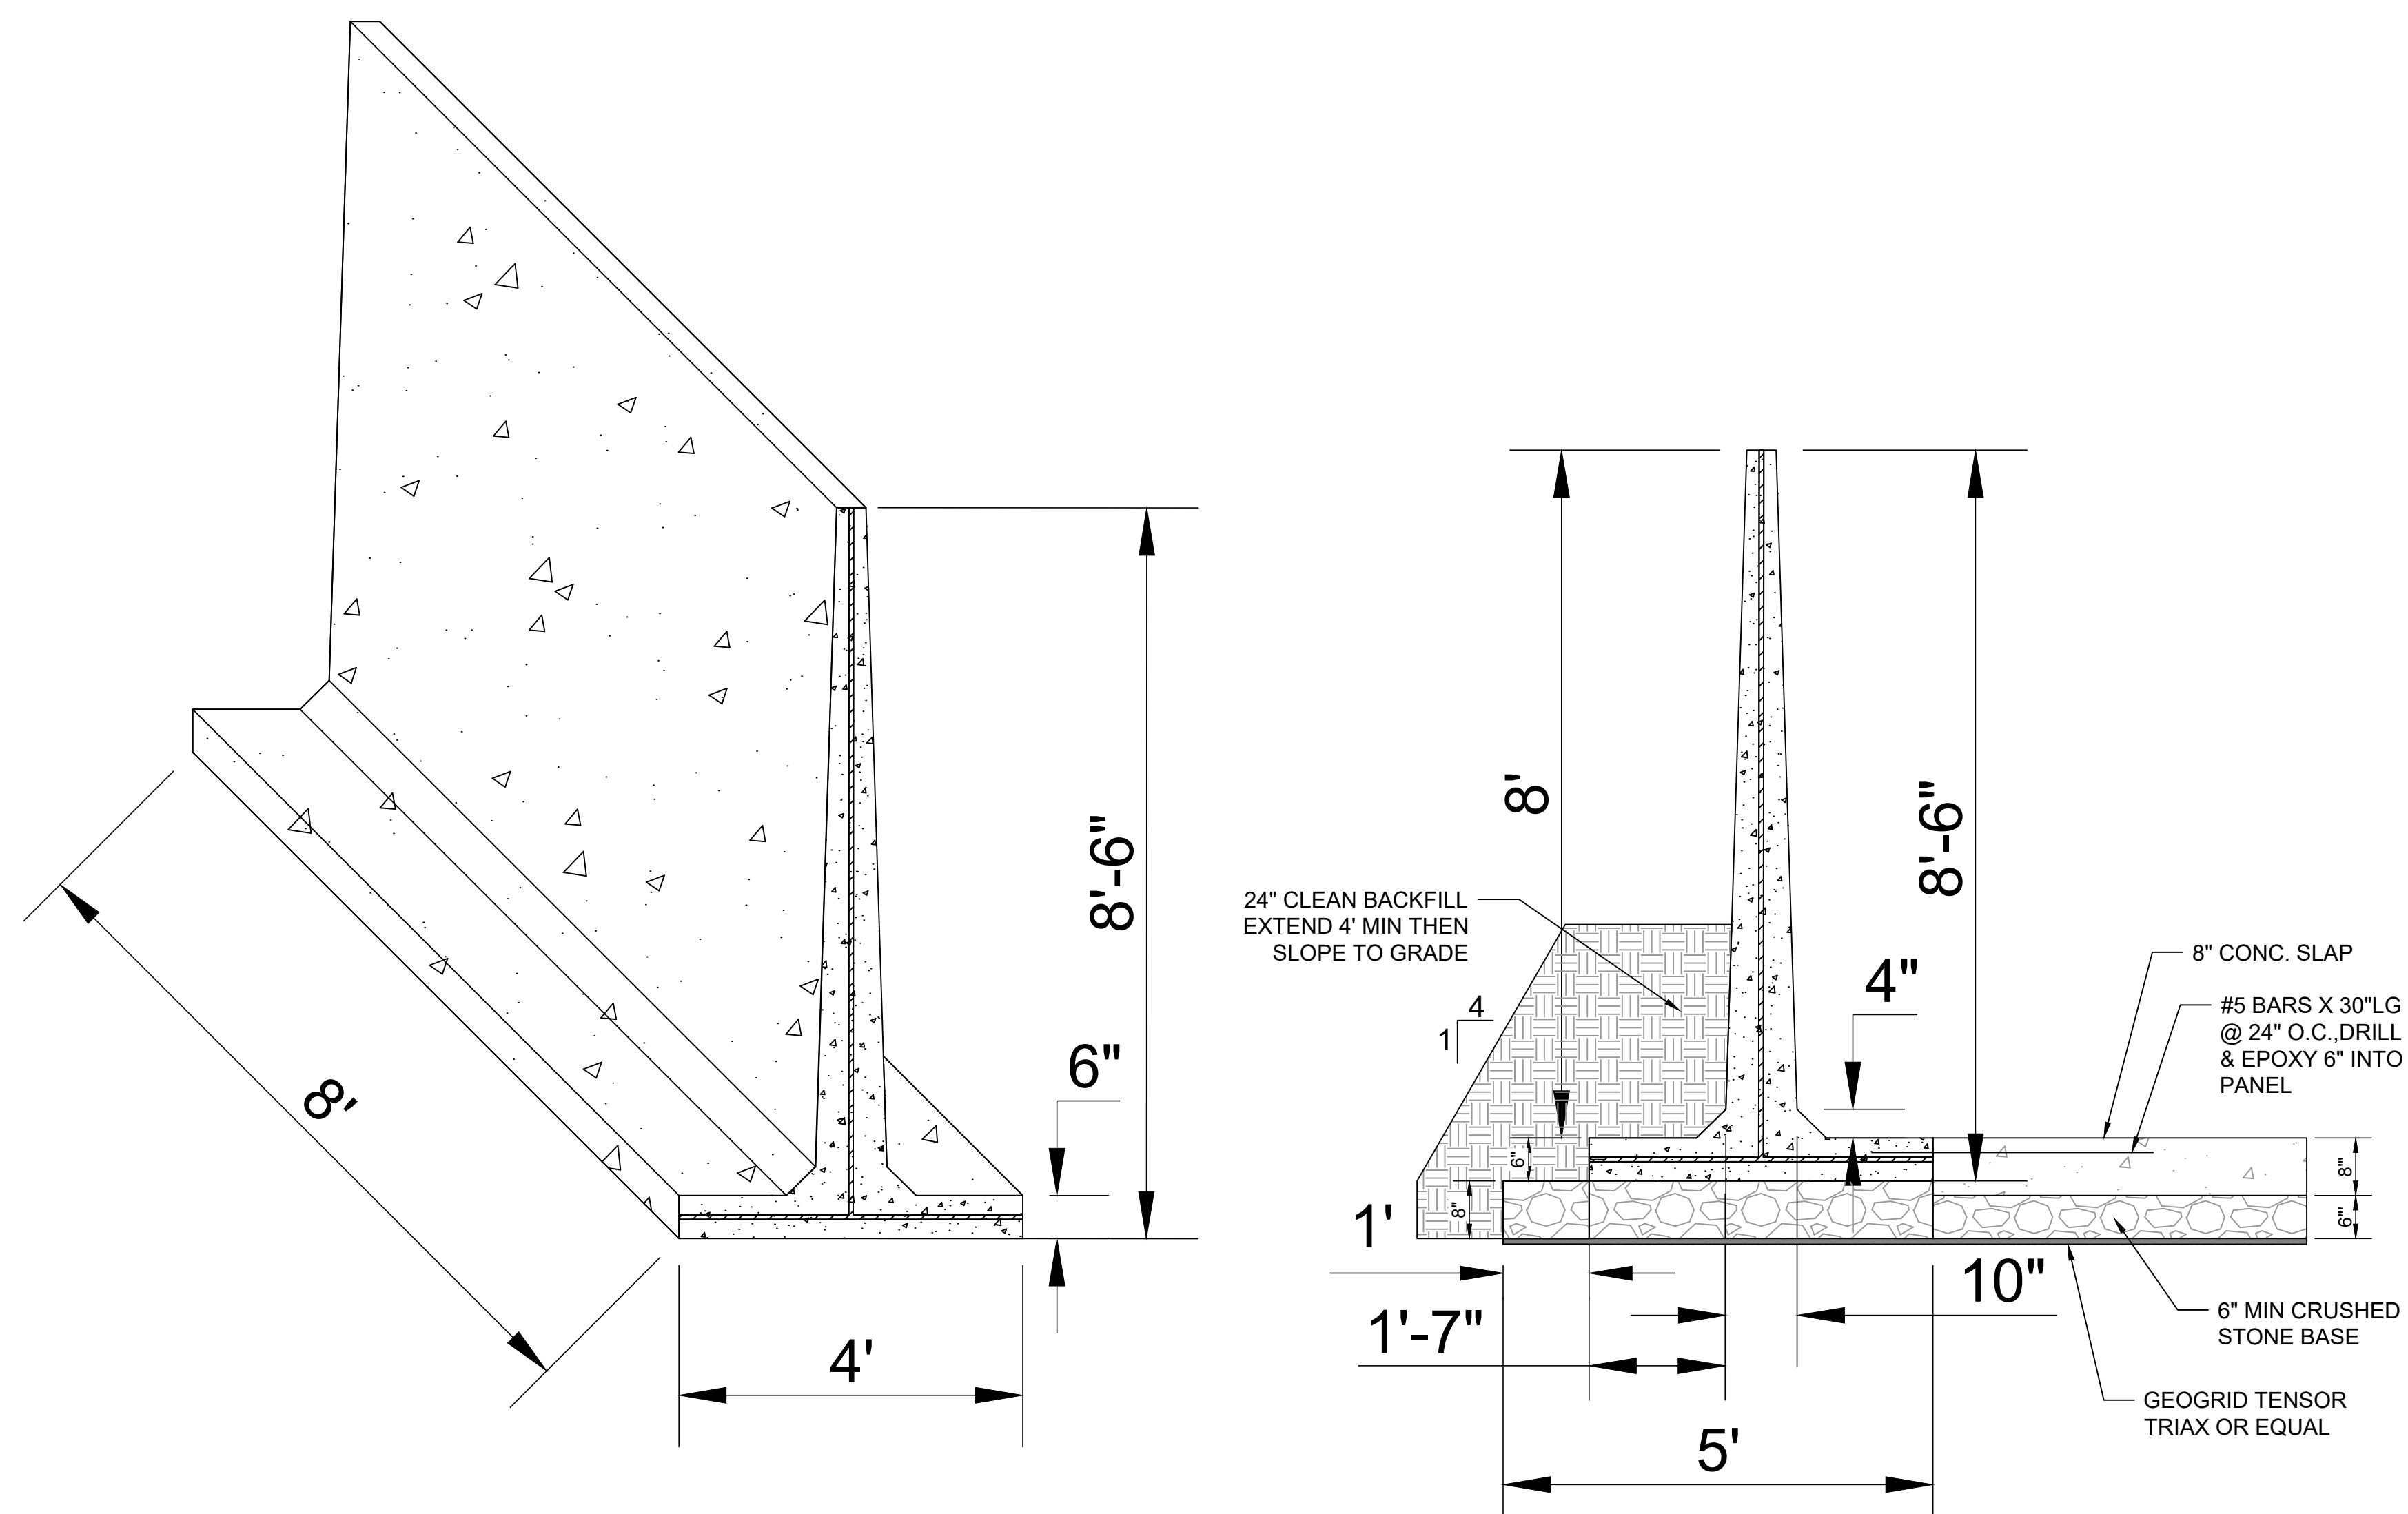 8'
4'
6"
8'-6"
8'
8'-6"
24" CLEAN BACKFILL
EXTEND 4' MIN THEN
SLOPE TO GRADE
4
1
4"
8" CONC. SLAP
#5 BARS X 30"LG
@ 24" O.C.,DRILL
& EPOXY 6" INTO
PANEL
6"
8"
8"
6"
1'
10"
1'-7"
5'
6" MIN CRUSHED
STONE BASE
GEOGRID TENSOR
TRIAX OR EQUAL